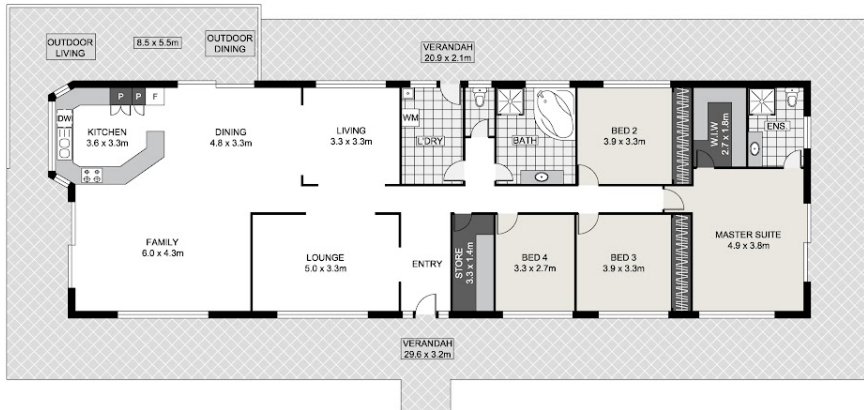 OUTDOOR
LIVING
8.5 x 5.5m
OUTDOOR
DINING
VERANDAH
20.9 x 2.1m
P
P
F
DW
KITCHEN
3.6 x 3.3m
DINING
4.8 x 3.3m
LIVING
3.3 x 3.3m
WM
L'DRY
BATH
BED 2
3.9 x 3.3m
W.I.W
2.7 x 1.8m
ENS
FAMILY
6.0 x 4.3m
LOUNGE
5.0 x 3.3m
ENTRY
STORE
3.3 x 1.4m
BED 4
3.3 x 2.7m
BED 3
3.9 x 3.3m
MASTER SUITE
4.9 x 3.8m
VERANDAH
29.6 x 3.2m